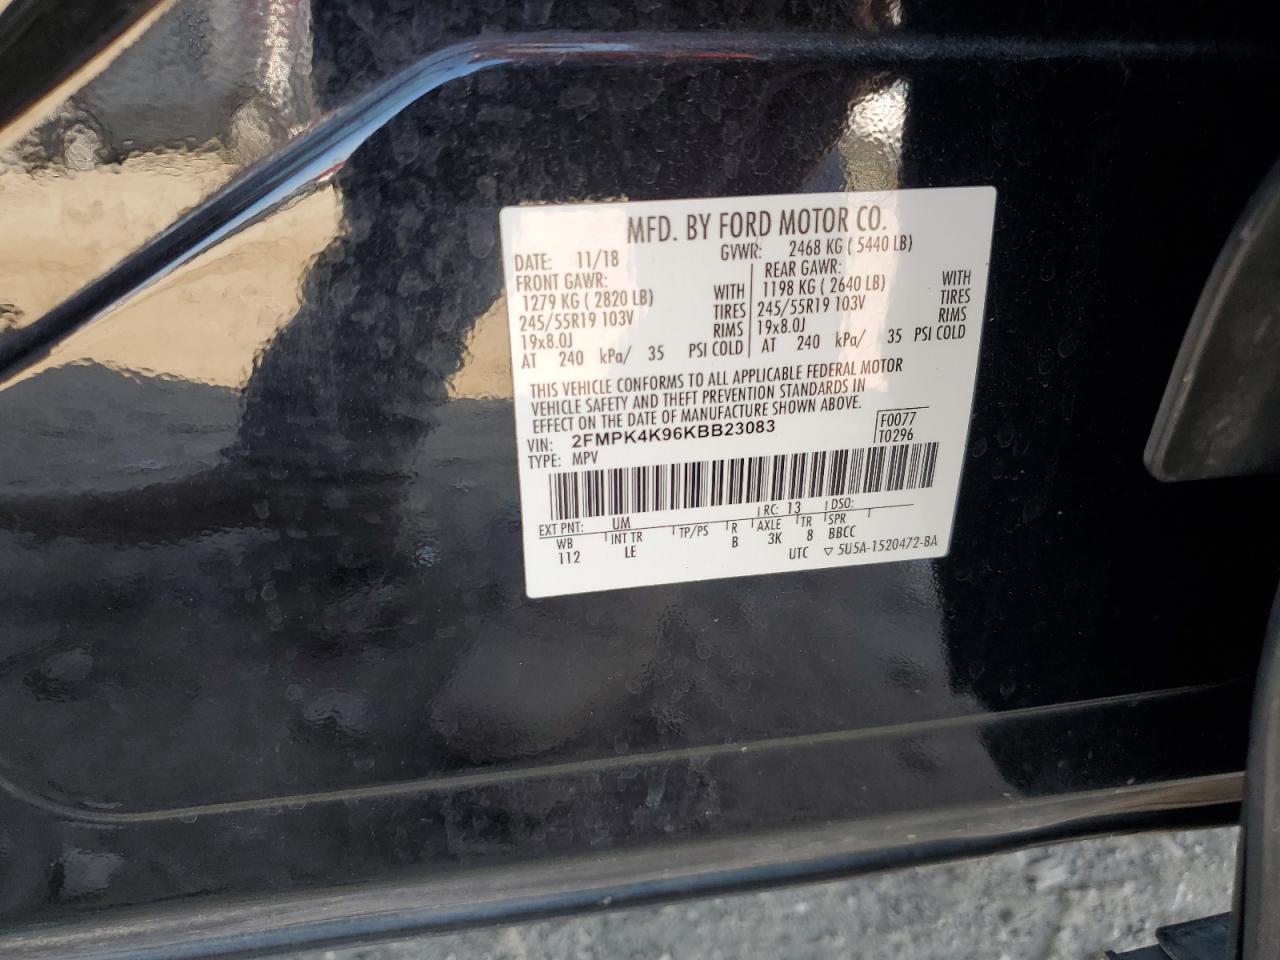 MFD. BY FORD MOTOR CO.
DATE: 11/18 GVWR: 2468 KG ( 5440 LB)
FRONT GAWR: REAR GAWR:
1279 KG ( 2820 LB) WITH 1198 KG ( 2640 LB) WITH
245/55R19 103V TIRES 245/55R19 103V TIRES
19x8.0J RIMS 19x8.0J RIMS
AT 240 kPa/ 35 PSI COLD AT 240 kPa/ 35 PSI COLD
THIS VEHICLE CONFORMS TO ALL APPLICABLE FEDERAL MOTOR
VEHICLE SAFETY AND THEFT PREVENTION STANDARDS IN
EFFECT ON THE DATE OF MANUFACTURE SHOWN ABOVE.
VIN: 2FMPK4K96KBB23083 F0077
TYPE: MPV T0296
EXT PNT: UM RC: 13 DSO:
WB INT TR TP/PS R AXLE TR SPR
112 LE B 3K 8 BBCC
UTC ▽ 5U5A-1520472-BA